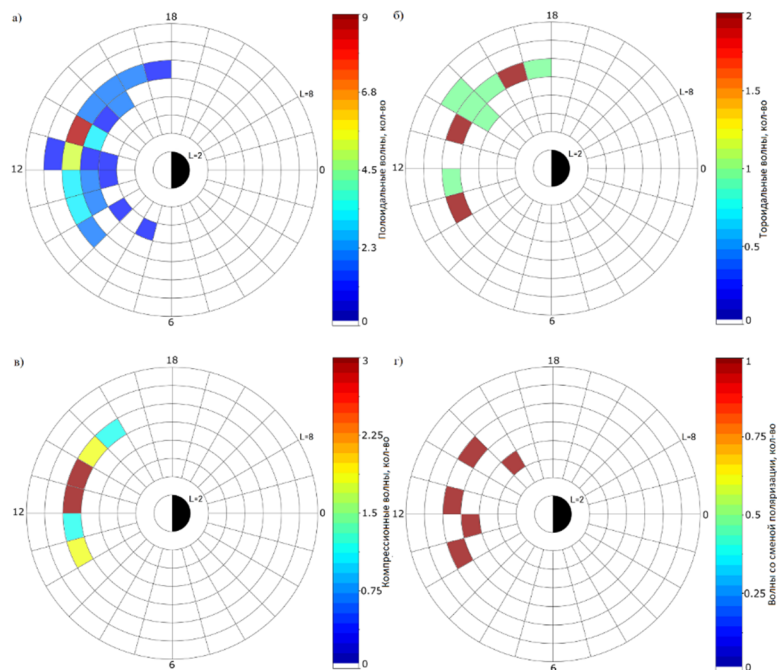 а)
18
L=8
L=2
12
0
6
9
6.8
4.5
2.3
0
Полоидальные волны, кол-во
б)
18
L=8
L=2
12
0
6
2
1.5
1
0.5
0
Тороидальные волны, кол-во
в)
18
L=8
L=2
12
0
6
3
2.25
1.5
0.75
0
Компрессионные волны, кол-во
г)
18
L=8
L=2
12
0
6
1
0.75
0.5
0.25
0
Волны со сменой поляризации, кол-во